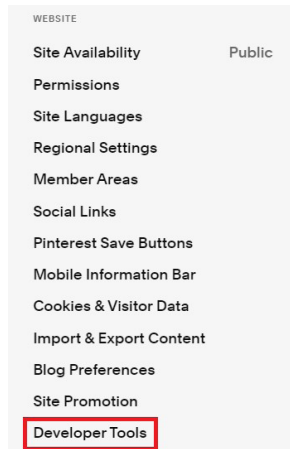 WEBSITE
Site Availability Public
Permissions
Site Languages
Regional Settings
Member Areas
Social Links
Pinterest Save Buttons
Mobile Information Bar
Cookies & Visitor Data
Import & Export Content
Blog Preferences
Site Promotion
Developer Tools